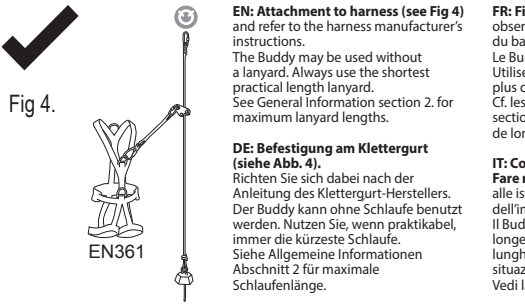 Fig 4.
EN361
EN: Attachment to harness (see Fig 4)
and refer to the harness manufacturer's
instructions.
The Buddy may be used without
a lanyard. Always use the shortest
practical length lanyard.
See General Information section 2. for
maximum lanyard lengths.
DE: Befestigung am Klettergurt
(siehe Abb. 4).
Richten Sie sich dabei nach der
Anleitung des Klettergurt-Herstellers.
Der Buddy kann ohne Schlaufe benutzt
werden. Nutzen Sie, wenn praktikabel,
immer die kürzeste Schlaufe.
Siehe Allgemeine Informationen
Abschnitt 2 für maximale
Schlaufenlänge.
FR: Fi
obser
du ba
Le Bu
Utilise
plus c
Cf. les
sectio
de lor
IT: Co
Fare r
alle is
dell'in
Il Bud
longe
lungh
situaz
Vedi l